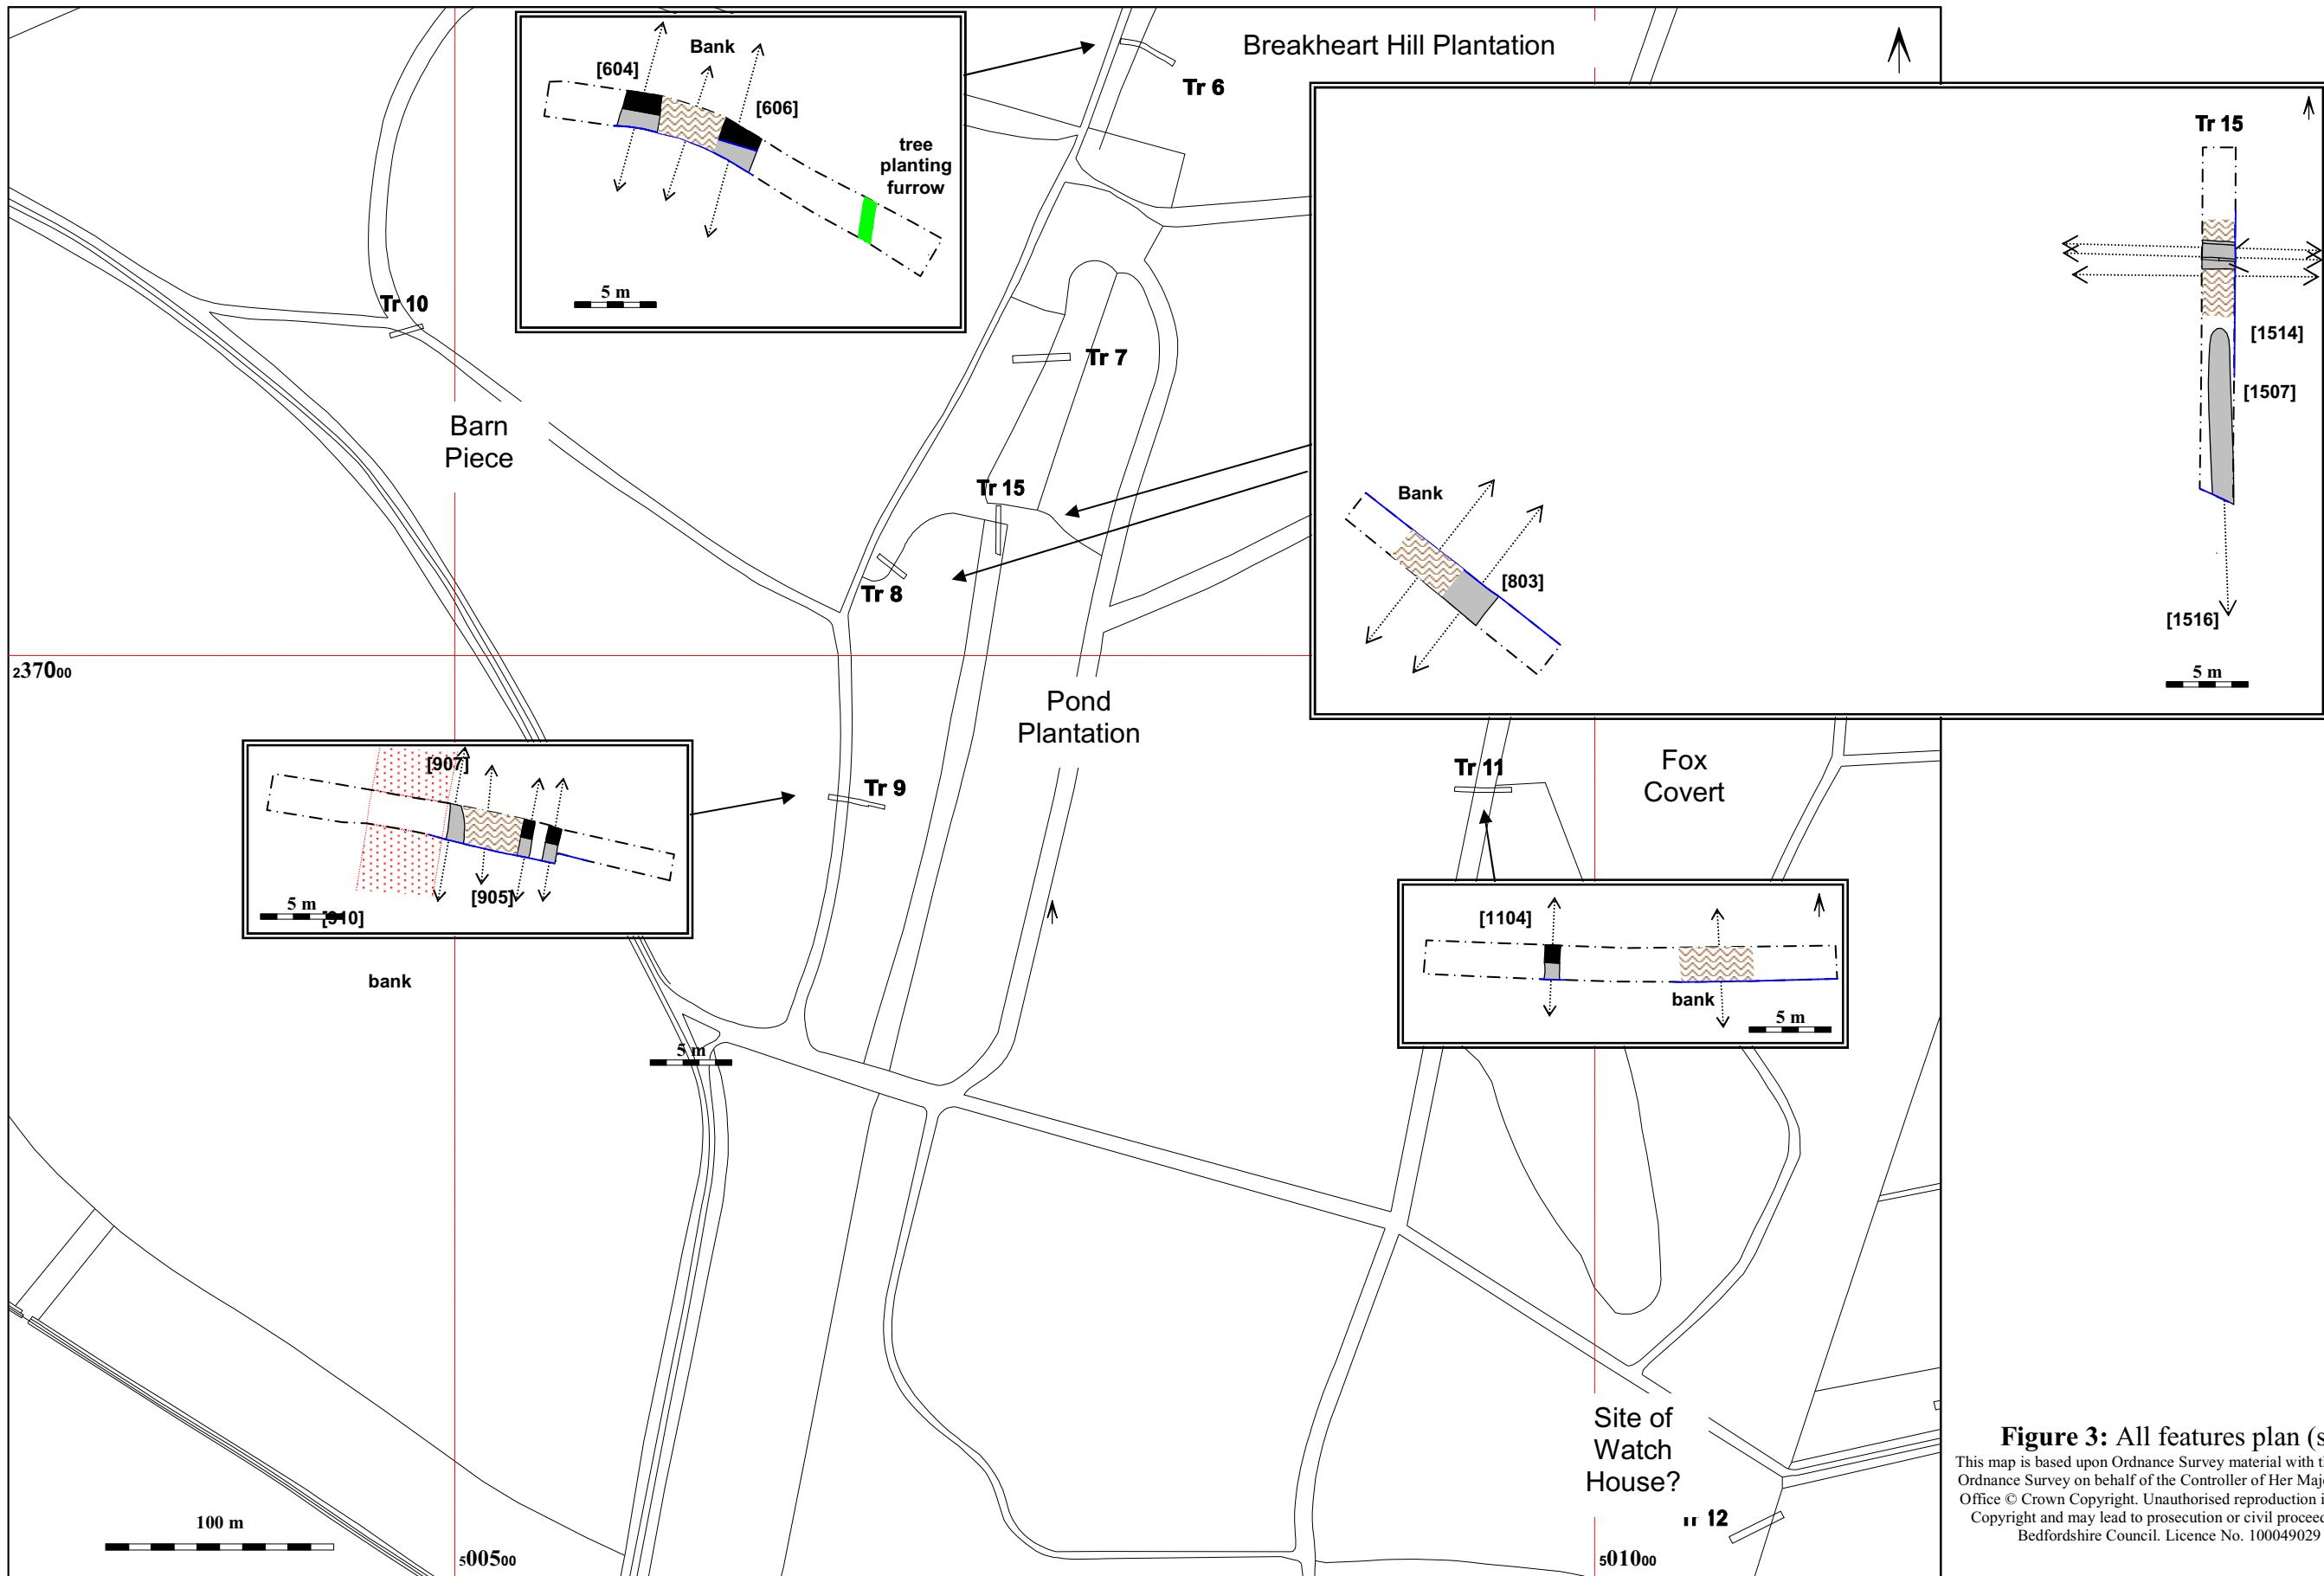 Breakheart Hill Plantation
Tr 6
Bank
[604]
[606]
tree
planting
furrow
5 m
Tr 15
[1514]
[1507]
[1516]
5 m
Bank
[803]
Tr 10
Barn
Piece
Tr 7
Tr 15
Tr 8
237000
Pond
Plantation
[907]
[905]
5 m
[910]
Tr 9
bank
5 m
Tr 11
Fox
Covert
[1104]
bank
5 m
Site of
Watch
House?
Tr 12
100 m
500500
501000
Figure 3: All features plan (s
This map is based upon Ordnance Survey material with t
Ordnance Survey on behalf of the Controller of Her Maj
Office © Crown Copyright. Unauthorised reproduction i
Copyright and may lead to prosecution or civil proceed
Bedfordshire Council. Licence No. 100049029